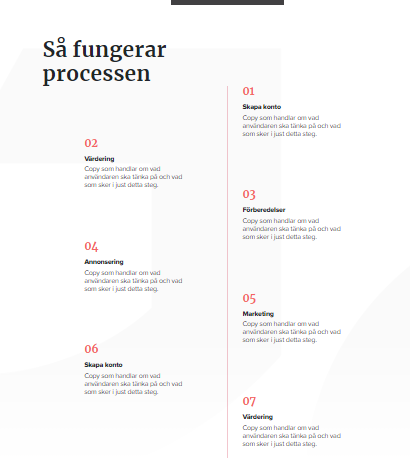 Så fungerar
processen
01
Skapa konto
Copy som handlar om vad
användaren ska tänka på och vad
som sker i just detta steg.
02
Värdering
Copy som handlar om vad
användaren ska tänka på och vad
som sker i just detta steg.
03
Förberedelser
Copy som handlar om vad
användaren ska tänka på och vad
som sker i just detta steg.
04
Annonsering
Copy som handlar om vad
användaren ska tänka på och vad
som sker i just detta steg.
05
Marketing
Copy som handlar om vad
användaren ska tänka på och vad
som sker i just detta steg.
06
Skapa konto
Copy som handlar om vad
användaren ska tänka på och vad
som sker i just detta steg.
07
Värdering
Copy som handlar om vad
användaren ska tänka på och vad
som sker i just detta steg.